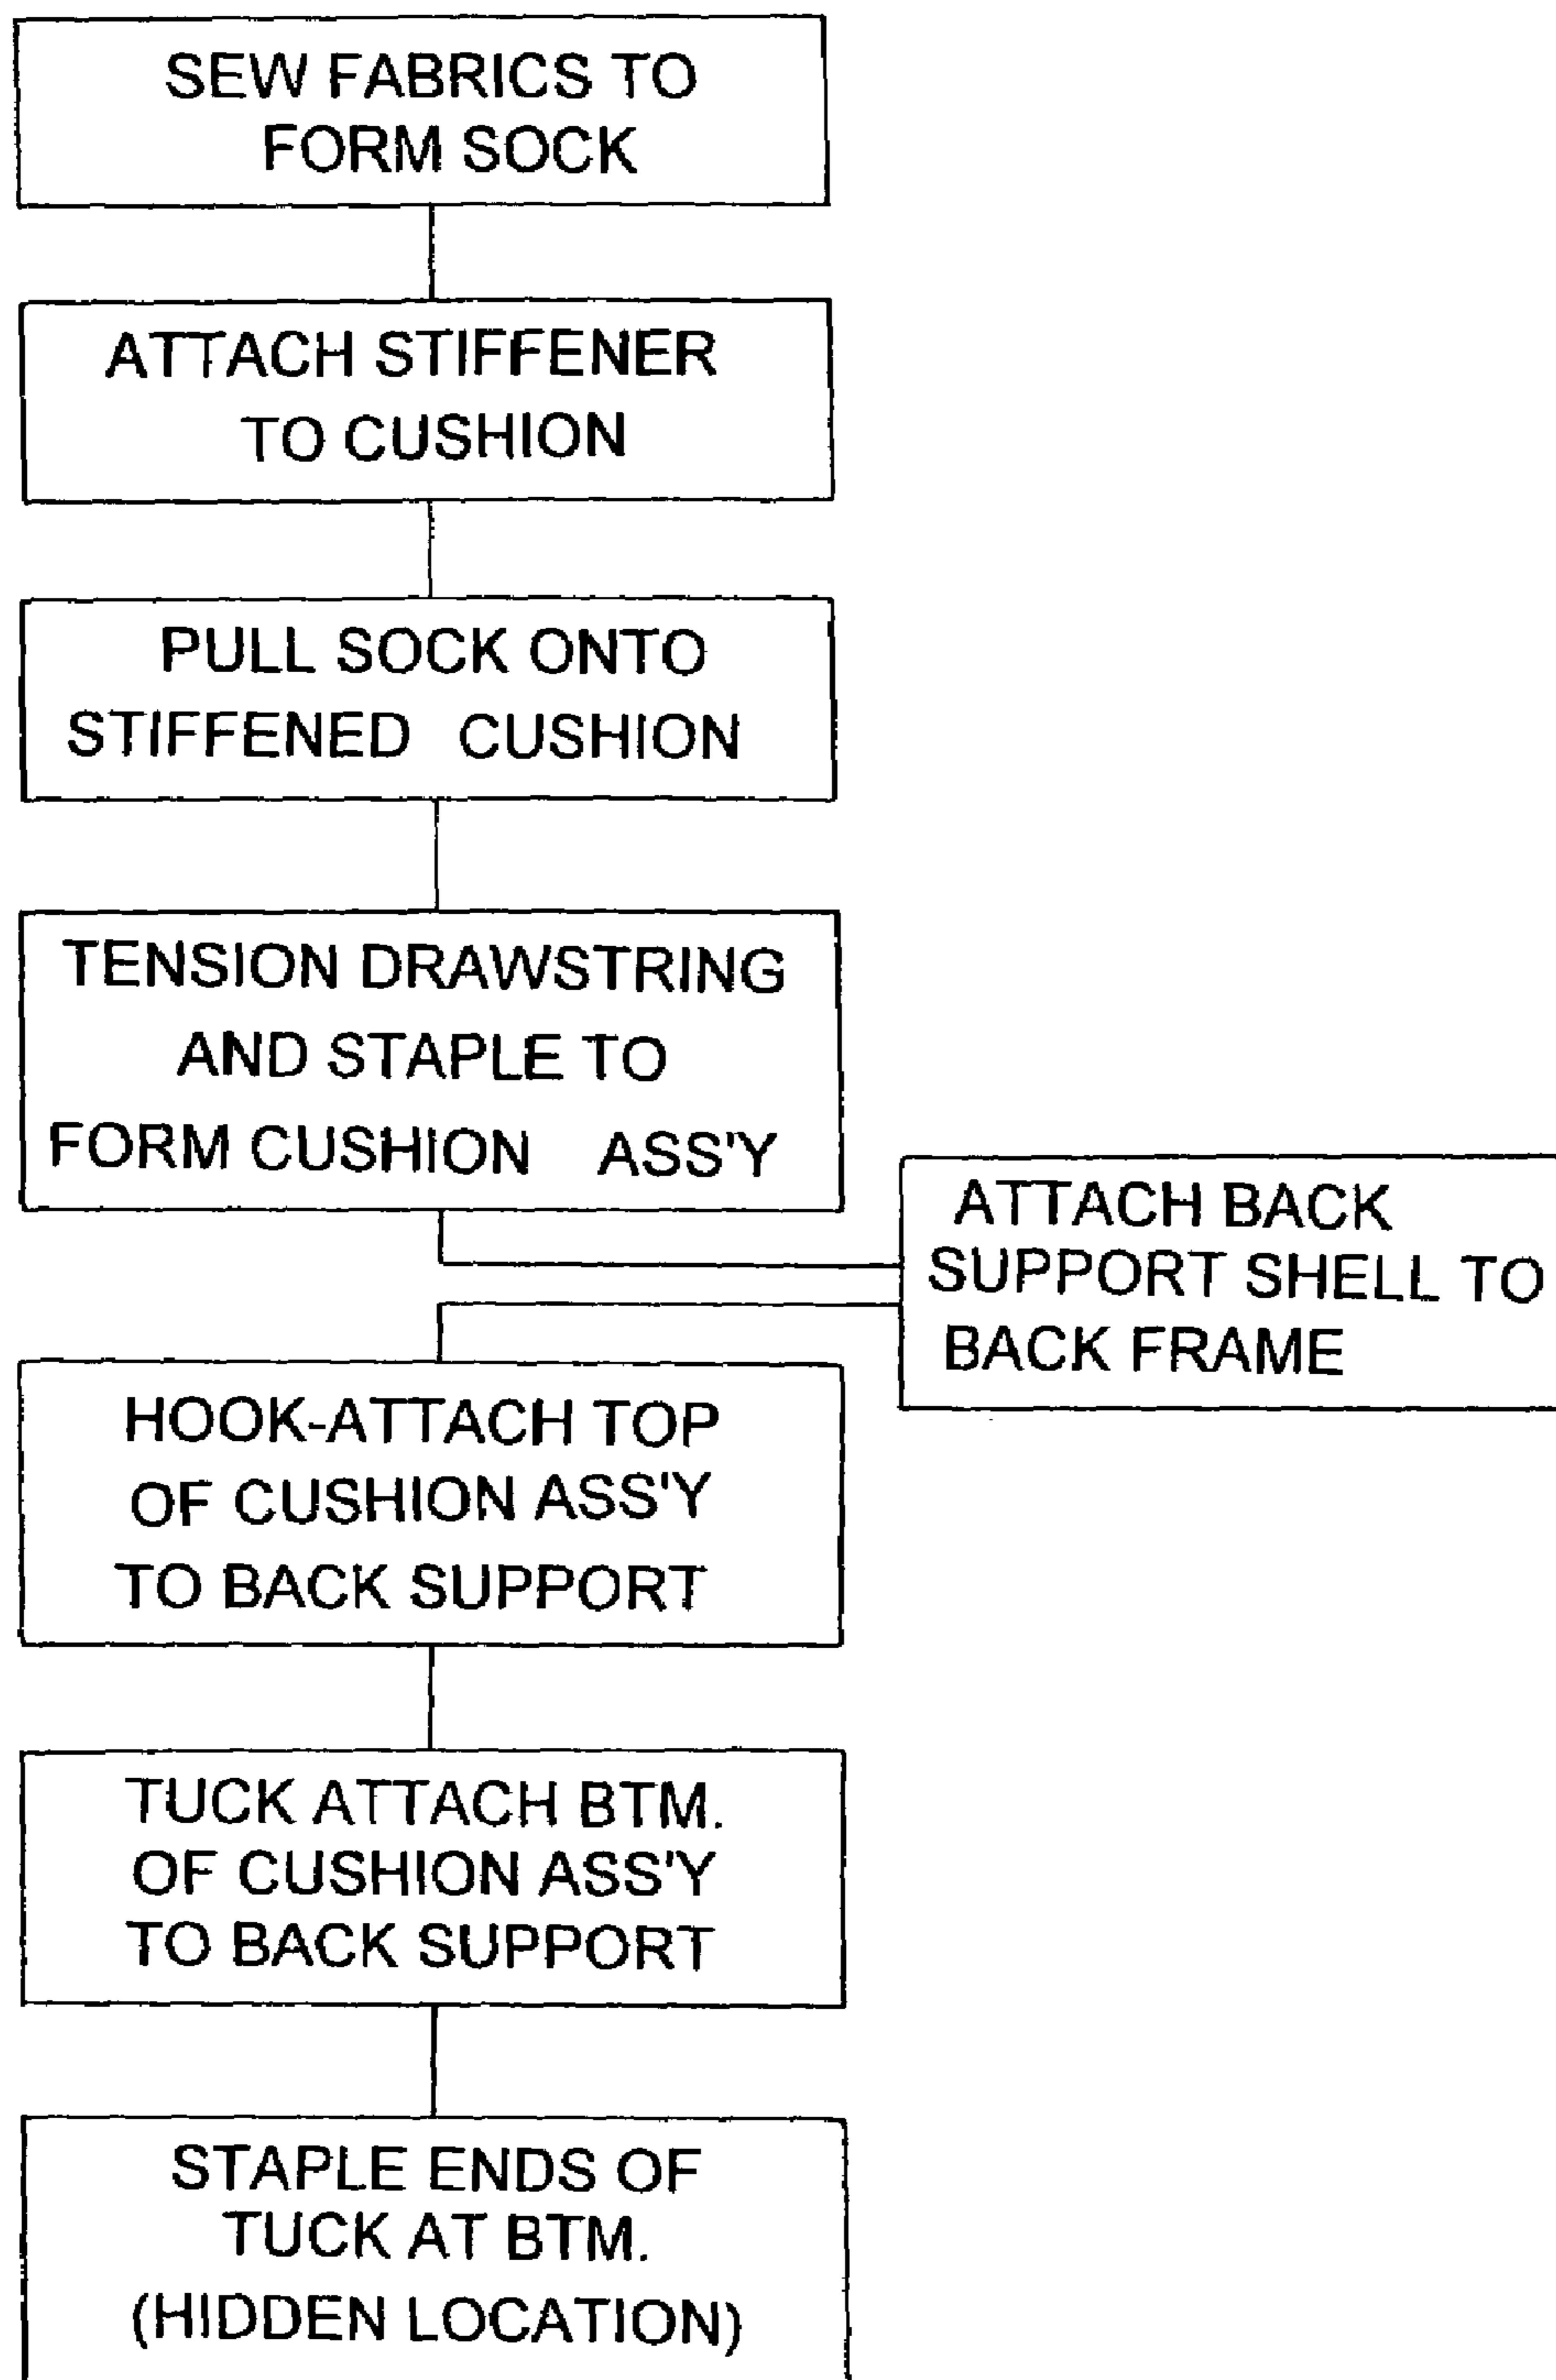 SEW FABRICS TO
FORM SOCK
ATTACH STIFFENER
TO CUSHION
PULL SOCK ONTO
STIFFENED CUSHION
TENSION DRAWSTRING
AND STAPLE TO
FORM CUSHION ASS'Y
ATTACH BACK
SUPPORT SHELL TO
BACK FRAME
HOOK-ATTACH TOP
OF CUSHION ASS'Y
TO BACK SUPPORT
TUCK ATTACH BTM.
OF CUSHION ASS'Y
TO BACK SUPPORT
STAPLE ENDS OF
TUCK AT BTM.
(HIDDEN LOCATION)